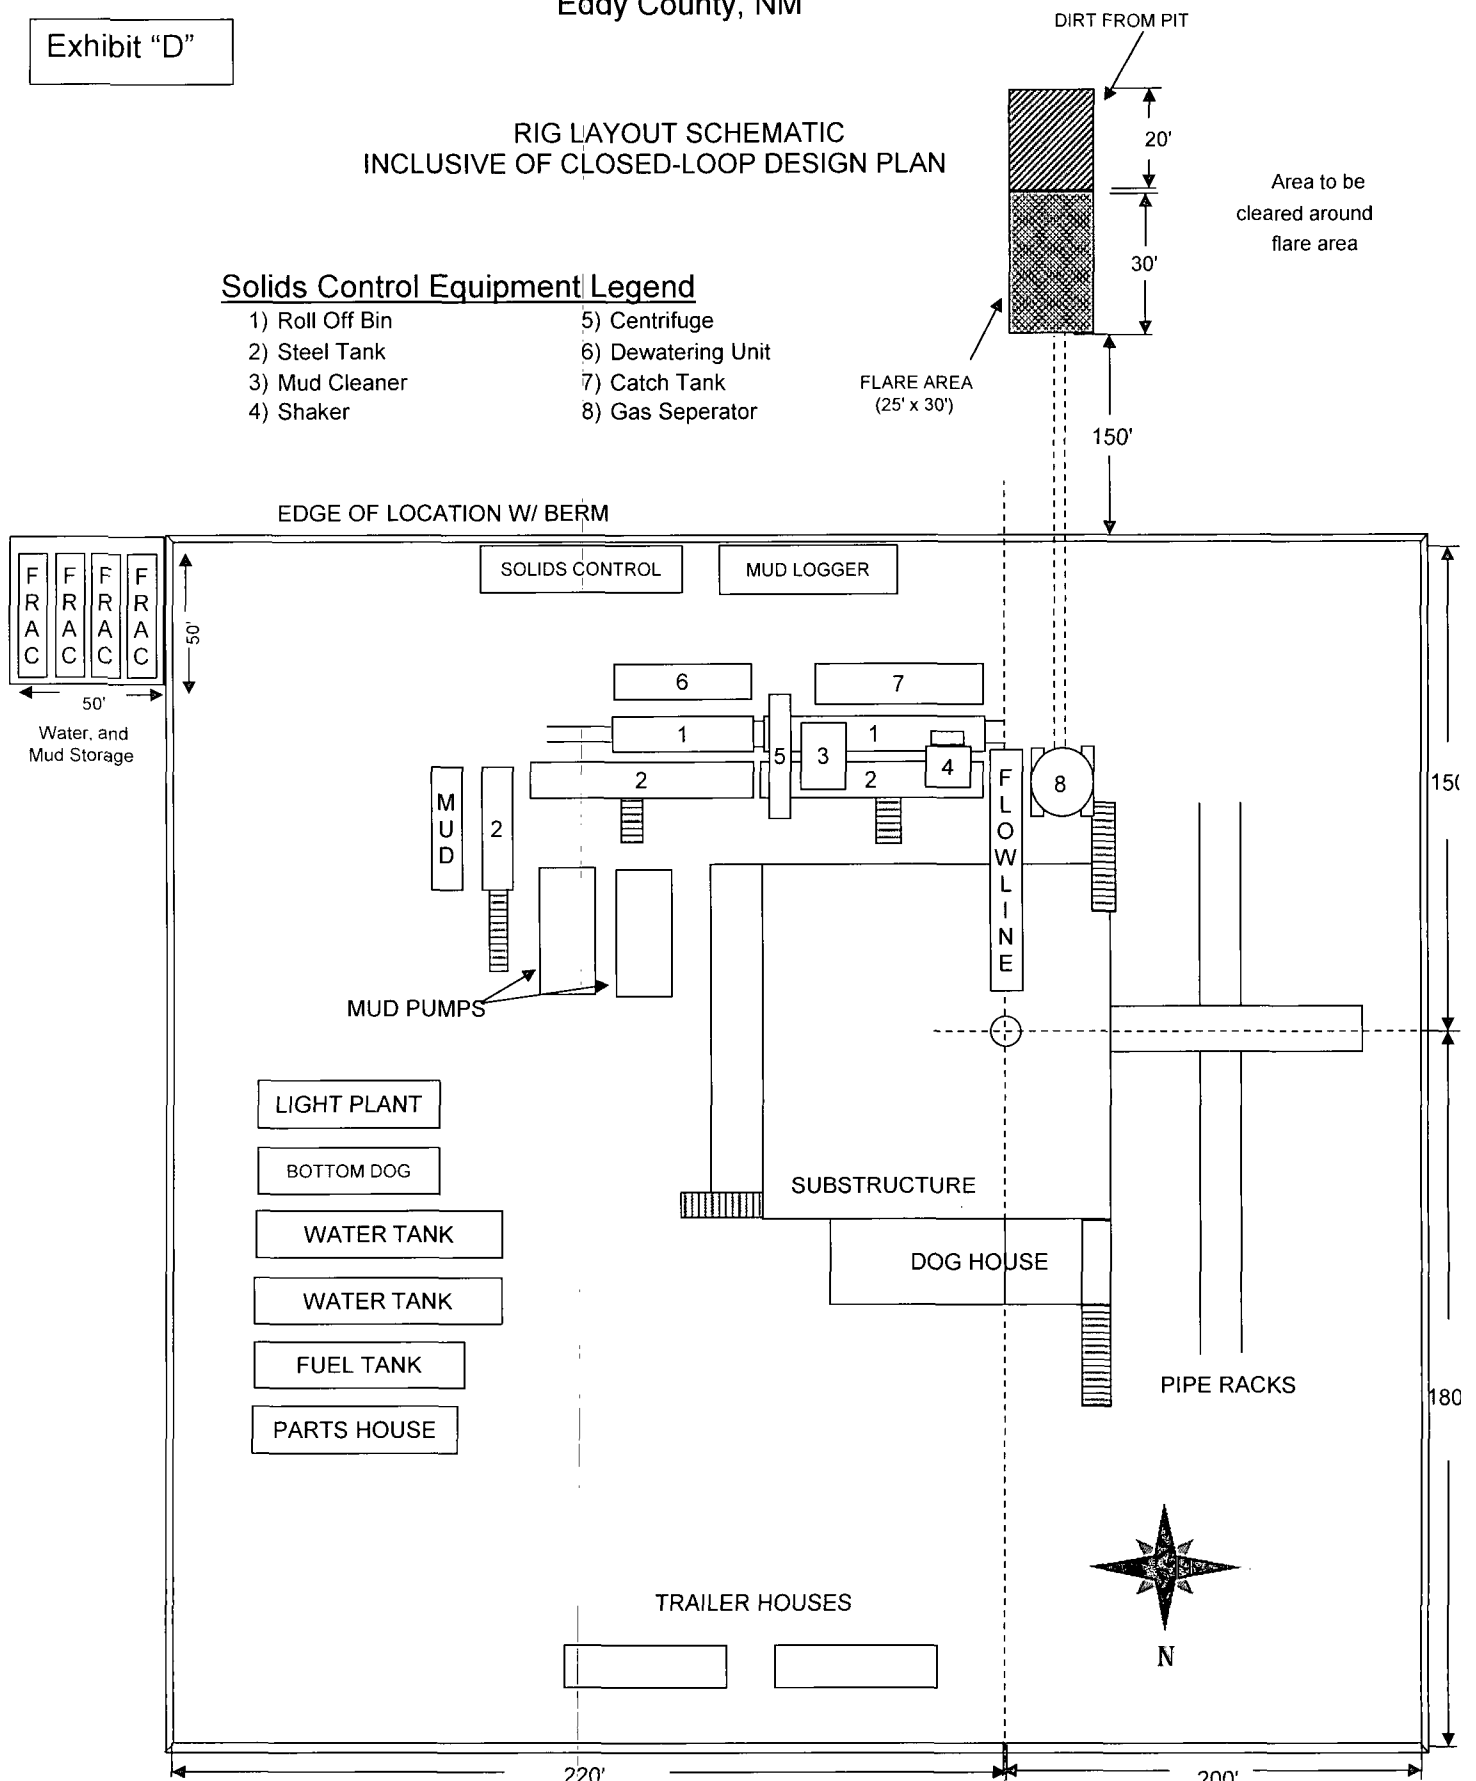 Eddy County, NM
Exhibit “D”
DIRT FROM PIT
RIG LAYOUT SCHEMATIC
INCLUSIVE OF CLOSED-LOOP DESIGN PLAN
20'
Area to be
cleared around
flare area
30'
Solids Control Equipment Legend
1) Roll Off Bin
2) Steel Tank
3) Mud Cleaner
4) Shaker
5) Centrifuge
6) Dewatering Unit
7) Catch Tank
8) Gas Seperator
FLARE AREA
(25' x 30')
150'
EDGE OF LOCATION W/ BERM
FRAC
FRAC
FRAC
FRAC
50'
50'
Water, and
Mud Storage
SOLIDS CONTROL
MUD LOGGER
6
7
1
1
5
3
4
2
2
8
MUD
2
FLOWLINE
150
MUD PUMPS
LIGHT PLANT
BOTTOM DOG
WATER TANK
WATER TANK
FUEL TANK
PARTS HOUSE
SUBSTRUCTURE
DOG HOUSE
PIPE RACKS
180
TRAILER HOUSES
N
220'
200'